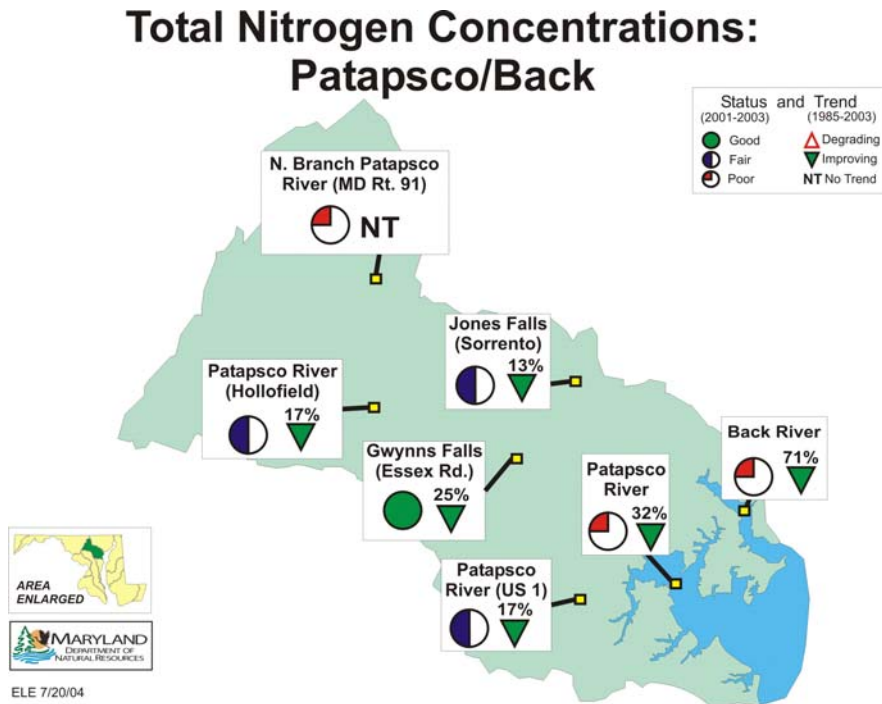 Total Nitrogen Concentrations:
Patapsco/Back
Status and Trend
(2001-2003) (1985-2003)
Good Degrading
Fair Improving
Poor NT No Trend
N. Branch Patapsco
River (MD Rt. 91)
NT
Jones Falls
(Sorrento)
13%
Patapsco River
(Hollofield)
17%
Gwynns Falls
(Essex Rd.)
25%
Back River
71%
Patapsco
River
32%
Patapsco
River (US 1)
17%
AREA
ENLARGED
MARYLAND
DEPARTMENT OF
NATURAL RESOURCES
ELE 7/20/04